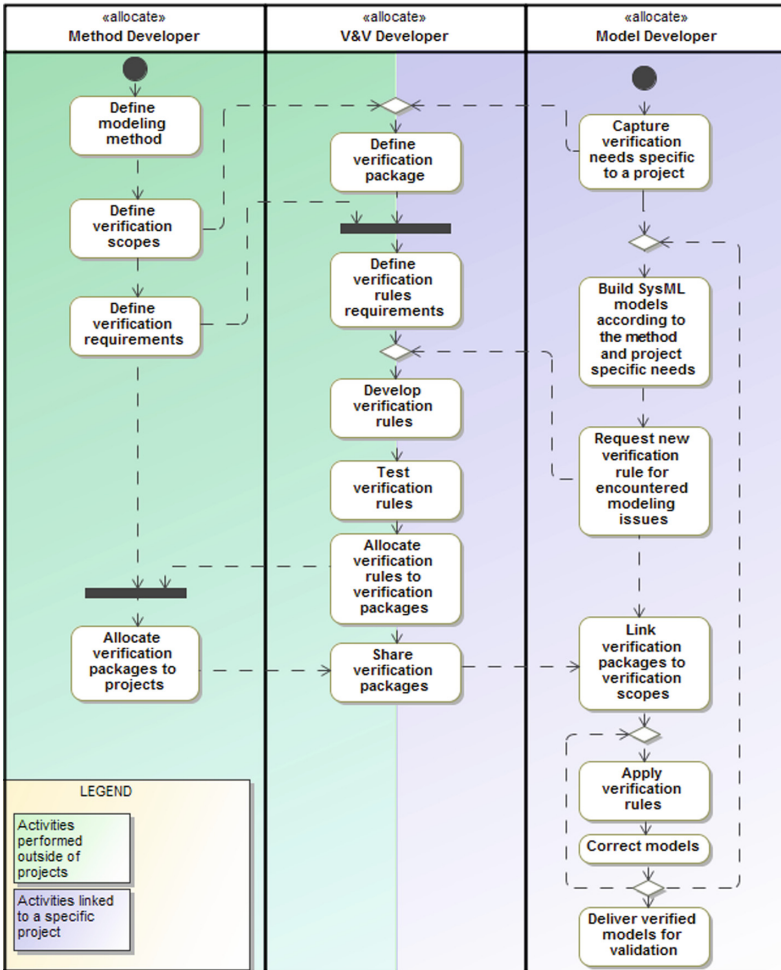 «allocate»
Method Developer
«allocate»
V&V Developer
«allocate»
Model Developer
Define
modeling
method
Define
verification
scopes
Define
verification
requirements
Allocate
verification
packages to
projects
Define
verification
package
Define
verification
rules
requirements
Develop
verification
rules
Test
verification
rules
Allocate
verification
rules to
verification
packages
Share
verification
packages
Capture
verification
needs specific
to a project
Build SysML
models
according to
the method
and project
specific needs
Request new
verification
rule for
encountered
modeling
issues
Link
verification
packages to
verification
scopes
Apply
verification
rules
Correct models
Deliver verified
models for
validation
LEGEND
Activities
performed
outside of
projects
Activities linked
to a specific
project